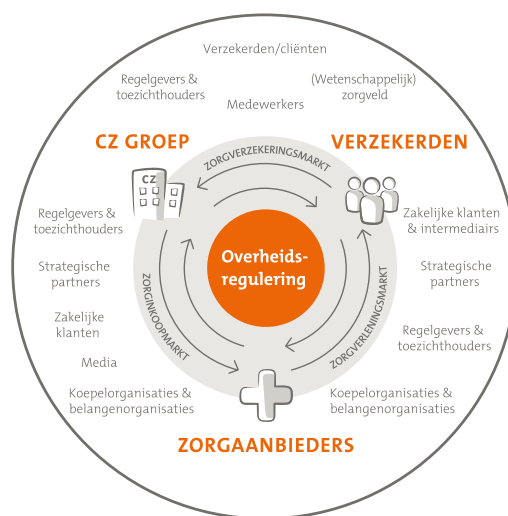 Verzekerden/cliënten
Regelgevers &
toezichthouders
(Wetenschappelijk)
zorgveld
Medewerkers
CZ GROEP
VERZEKERDEN
ZORGVERZEKERINGSMARKT
CZ
Regelgevers &
toezichthouders
Zakelijke klanten
& intermediairs
Overheids-
regulering
Strategische
partners
Strategische
partners
ZORGINKOOPMARKT
ZORGVERLENINGSMARKT
Zakelijke
klanten
Regelgevers &
toezichthouders
Media
Koepelorganisaties &
belangenorganisaties
Koepelorganisaties &
belangenorganisaties
ZORGAANBIEDERS